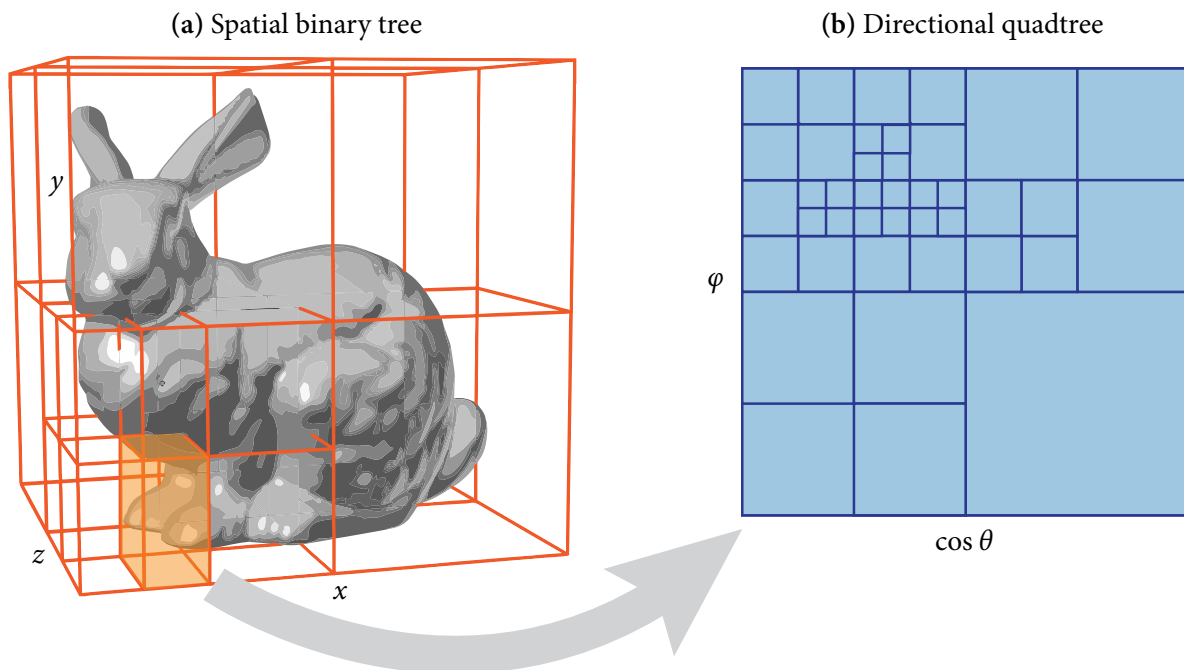 (a) Spatial binary tree
(b) Directional quadtree
y
φ
z
x
cos θ